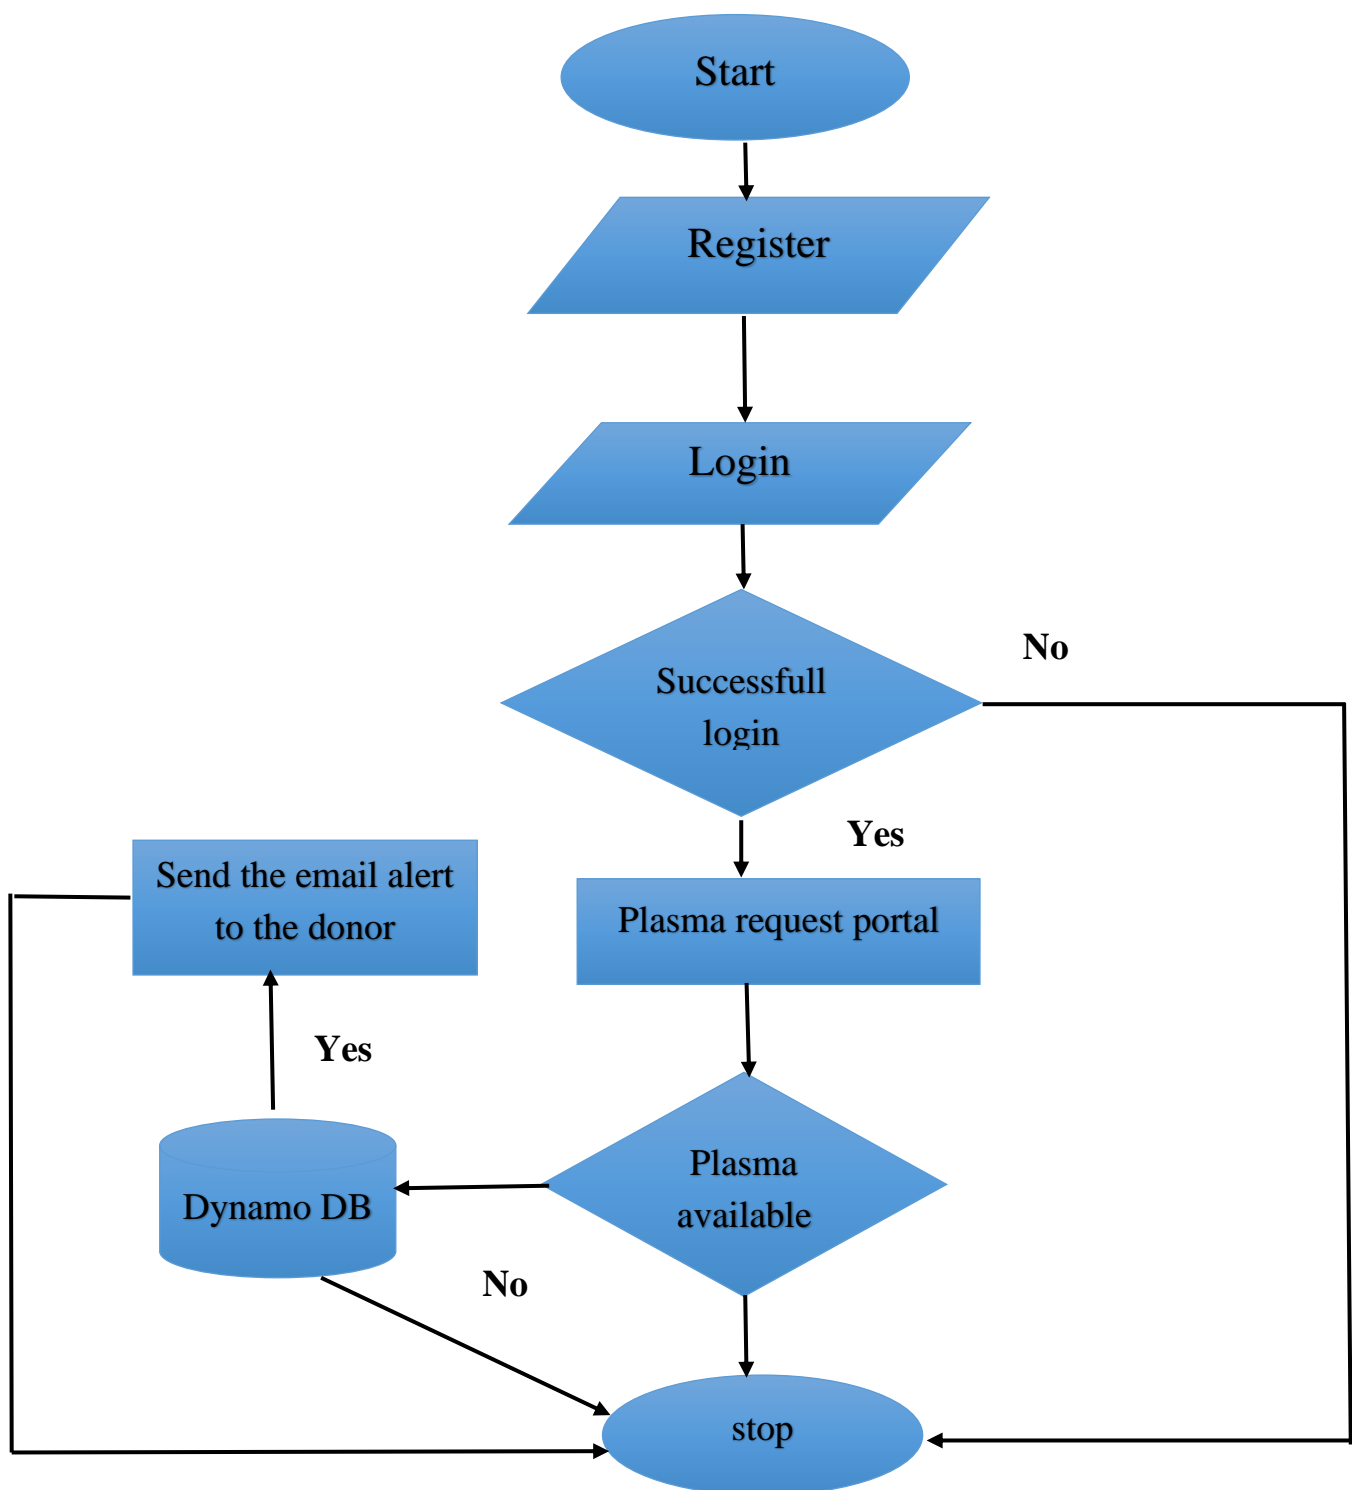 Start
Register
Login
Successfull
login
No
Yes
Send the email alert
to the donor
Plasma request portal
Yes
Plasma
available
Dynamo DB
No
stop